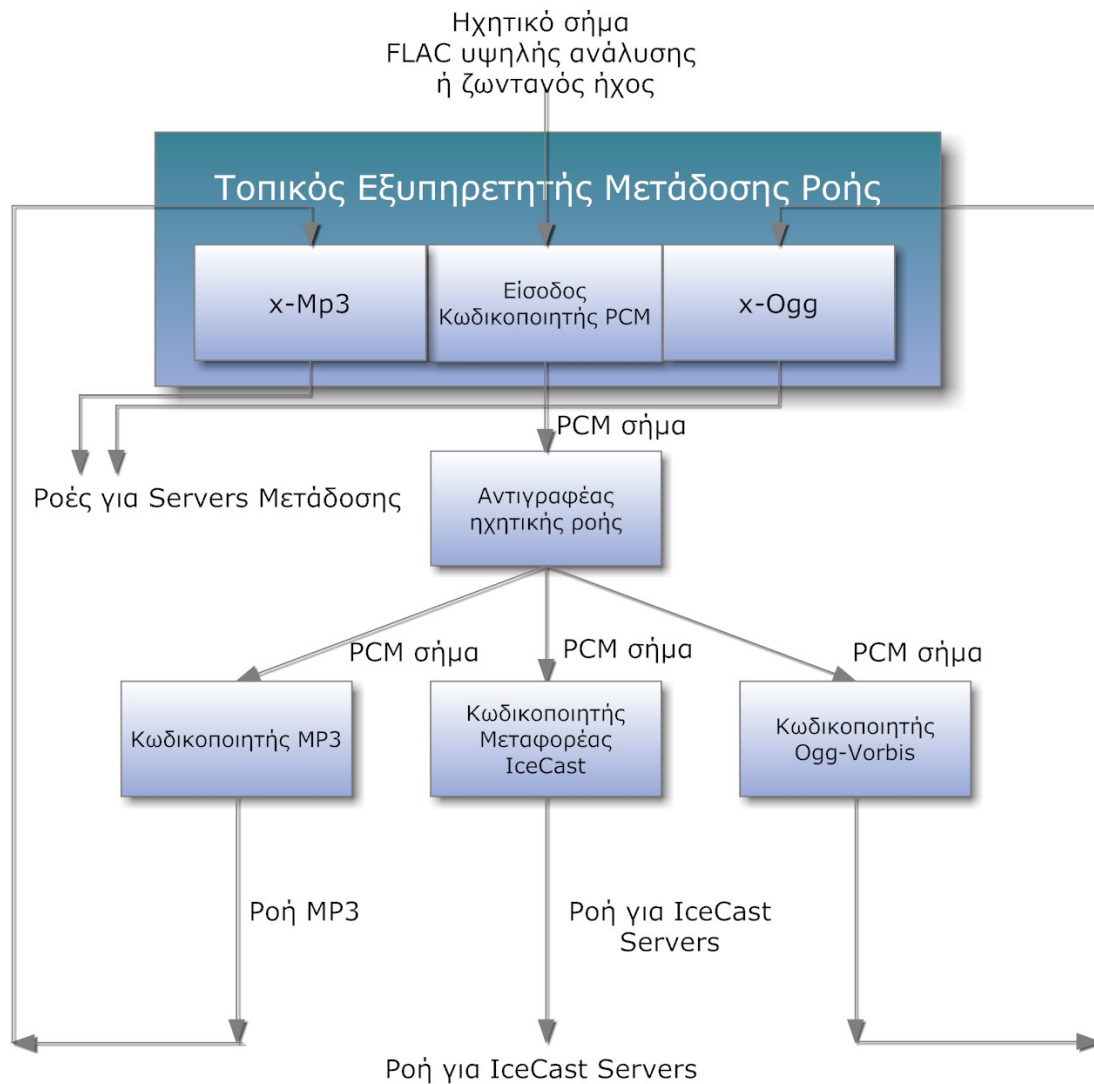 Ηχητικό σήμα
FLAC υψηλής ανάλυσης
ή ζωντανός ήχος
Τοπικός Εξυπηρετητής Μετάδοσης Ροής
x-Mp3
Είσοδος
Κωδικοποιητής PCM
x-Ogg
PCM σήμα
Ροές για Servers Μετάδοσης
Αντιγραφέας
ηχητικής ροής
PCM σήμα
PCM σήμα
PCM σήμα
Κωδικοποιητής MP3
Κωδικοποιητής
Μεταφορέας
IceCast
Κωδικοποιητής
Ogg-Vorbis
Ροή MP3
Ροή για IceCast
Servers
Ροή για IceCast Servers